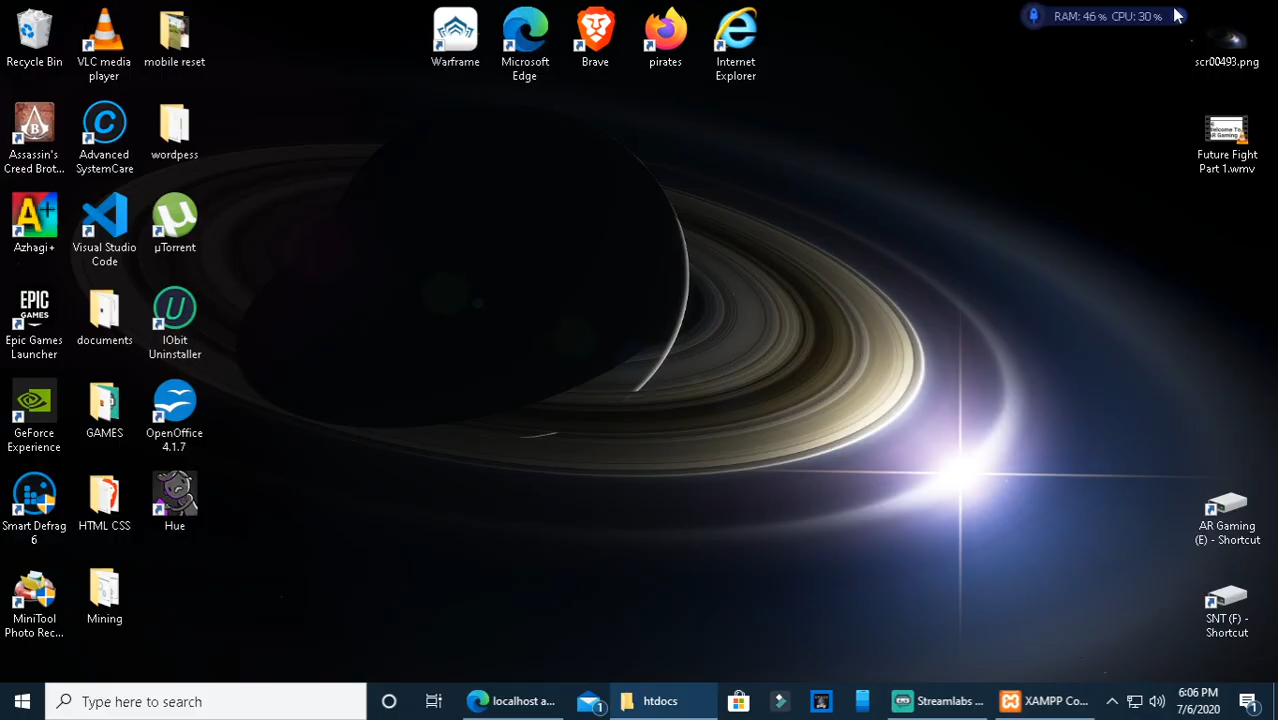 RAM: 46 % CPU: 30 %
Recycle Bin
VLC media
player
mobile reset
Warframe
Microsoft
Edge
Brave
pirates
Internet
Explorer
scr00493.png
Assassin's
Creed Brot...
Advanced
SystemCare
wordpess
Future Fight
Part 1.wmv
Azhagi+
Visual Studio
Code
µTorrent
EPIC
GAMES
Epic Games
Launcher
documents
IObit
Uninstaller
GeForce
Experience
GAMES
OpenOffice
4.1.7
Smart Defrag
6
HTML CSS
Hue
AR Gaming
(E) - Shortcut
MiniTool
Photo Rec...
Mining
SNT (F) -
Shortcut
Type here to search
localhost a...
1
htdocs
Streamlabs ...
XAMPP Co...
6:06 PM
7/6/2020
1